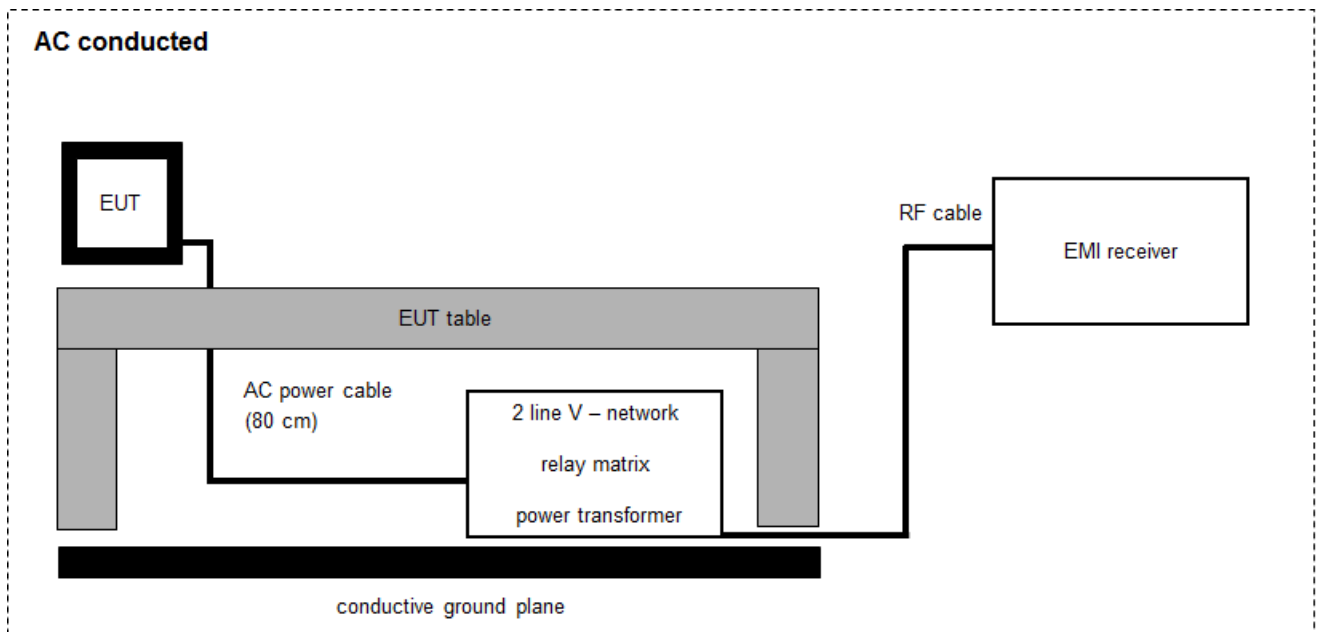 AC conducted
EUT
RF cable
EMI receiver
EUT table
AC power cable
(80 cm)
2 line V – network
relay matrix
power transformer
conductive ground plane